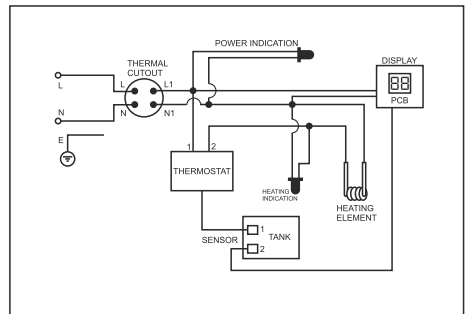 POWER INDICATION
DISPLAY
THERMAL
CUTOUT
L
L
L1
88
PCB
N
N
N1
E
1
2
THERMOSTAT
HEATING
INDICATION
HEATING
ELEMENT
SENSOR
1
TANK
2